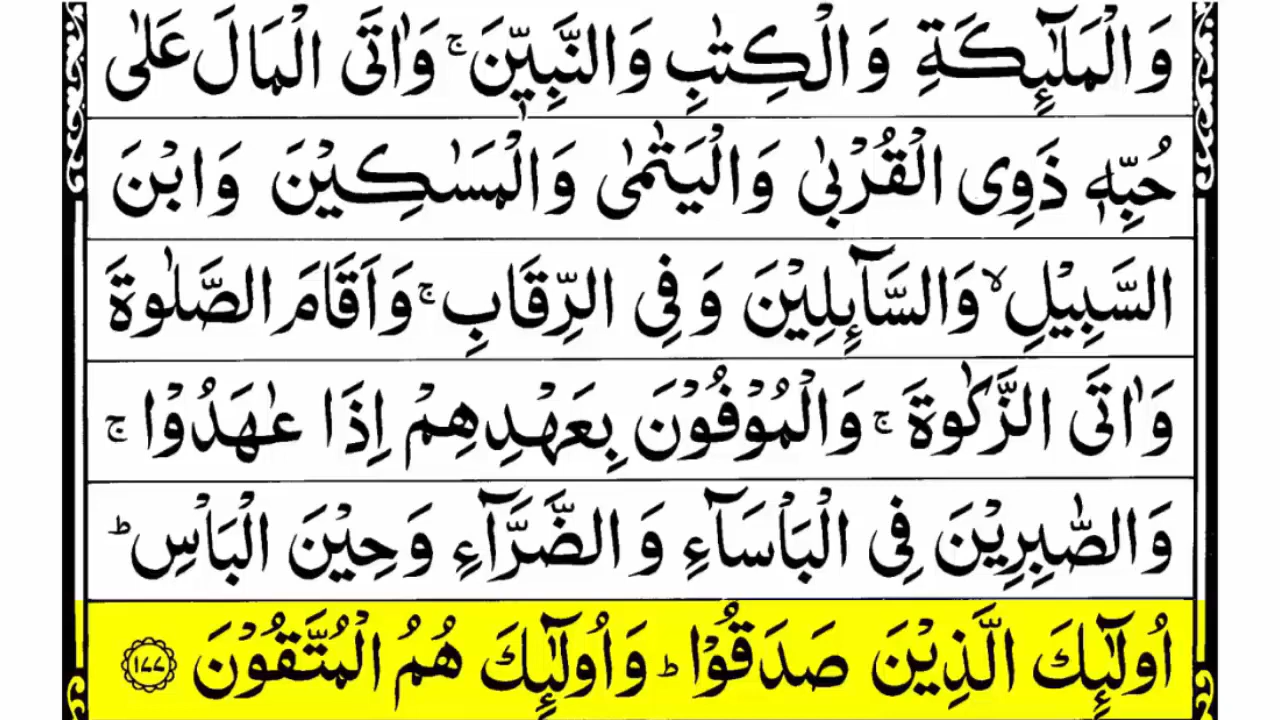 وَالْمَلٰٓئِكَةِ وَالْكِتٰبِ وَالنَّبِيّٖنَ ۚ وَاٰتَى الْمَالَ عَلٰى
حُبِّهٖ ذَوِى الْقُرْبٰى وَالْيَتٰمٰى وَالْمَسٰكِيْنَ وَابْنَ
السَّبِيْلِ ۙ وَالسَّآئِلِيْنَ وَفِى الرِّقَابِ ۚ وَاَقَامَ الصَّلٰوةَ
وَاٰتَى الزَّكٰوةَ ۚ وَالْمُوْفُوْنَ بِعَهْدِهِمْ اِذَا عٰهَدُوْا ۚ
وَالصّٰبِرِيْنَ فِى الْبَاْسَآءِ وَالضَّرَّآءِ وَحِيْنَ الْبَاْسِ ؕ
اُولٰٓئِكَ الَّذِيْنَ صَدَقُوْا ؕ وَاُولٰٓئِكَ هُمُ الْمُتَّقُوْنَ ۝۱۷۷